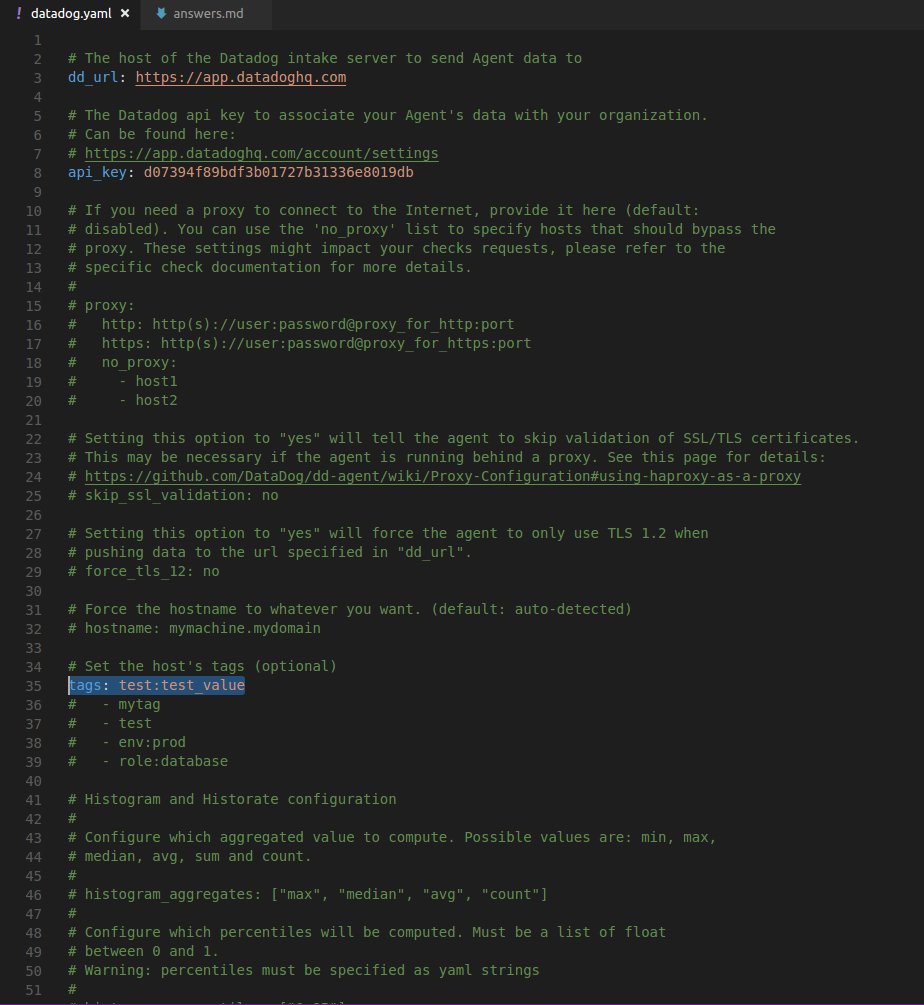 ! datadog.yaml × answers.md
1
2 # The host of the Datadog intake server to send Agent data to
3 dd_url: https://app.datadoghq.com
4
5 # The Datadog api key to associate your Agent's data with your organization.
6 # Can be found here:
7 # https://app.datadoghq.com/account/settings
8 api_key: d07394f89bdf3b01727b31336e8019db
9
10 # If you need a proxy to connect to the Internet, provide it here (default:
11 # disabled). You can use the 'no_proxy' list to specify hosts that should bypass the
12 # proxy. These settings might impact your checks requests, please refer to the
13 # specific check documentation for more details.
14 #
15 # proxy:
16 #   http: http(s)://user:password@proxy_for_http:port
17 #   https: http(s)://user:password@proxy_for_https:port
18 #   no_proxy:
19 #     - host1
20 #     - host2
21
22 # Setting this option to "yes" will tell the agent to skip validation of SSL/TLS certificates.
23 # This may be necessary if the agent is running behind a proxy. See this page for details:
24 # https://github.com/DataDog/dd-agent/wiki/Proxy-Configuration#using-haproxy-as-a-proxy
25 # skip_ssl_validation: no
26
27 # Setting this option to "yes" will force the agent to only use TLS 1.2 when
28 # pushing data to the url specified in "dd_url".
29 # force_tls_12: no
30
31 # Force the hostname to whatever you want. (default: auto-detected)
32 # hostname: mymachine.mydomain
33
34 # Set the host's tags (optional)
35 tags: test:test_value
36 #   - mytag
37 #   - test
38 #   - env:prod
39 #   - role:database
40
41 # Histogram and Historate configuration
42 #
43 # Configure which aggregated value to compute. Possible values are: min, max,
44 # median, avg, sum and count.
45 #
46 # histogram_aggregates: ["max", "median", "avg", "count"]
47 #
48 # Configure which percentiles will be computed. Must be a list of float
49 # between 0 and 1.
50 # Warning: percentiles must be specified as yaml strings
51 #